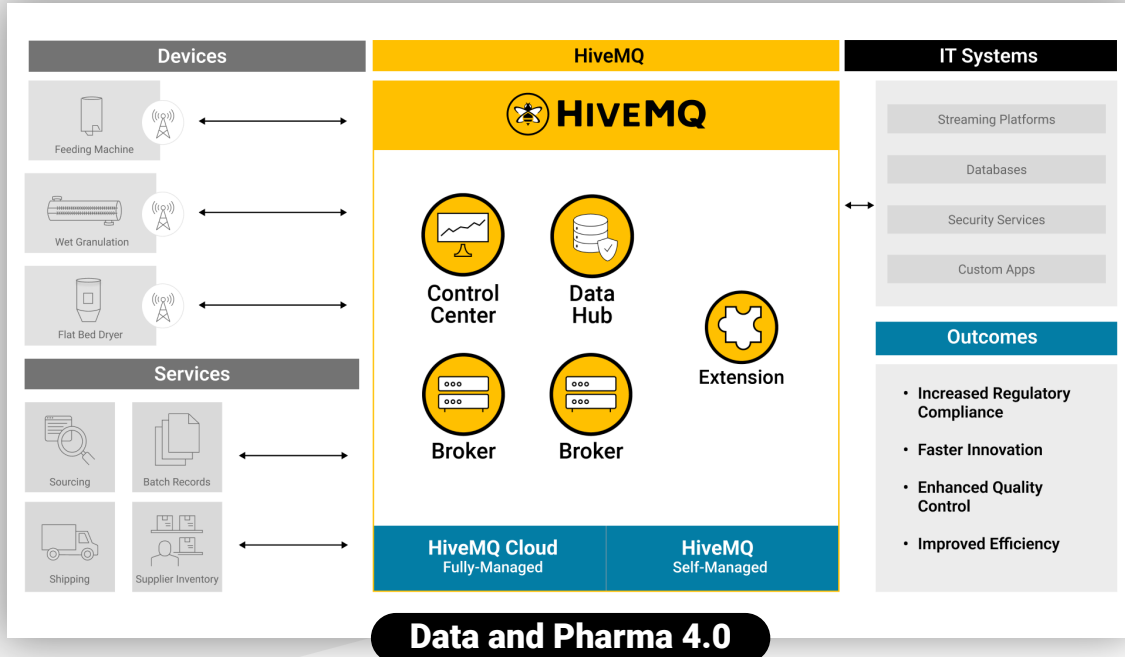 Devices
Feeding Machine
Wet Granulation
Flat Bed Dryer
Services
Sourcing
Batch Records
Shipping
Supplier Inventory
HiveMQ
HIVEMQ
Control
Center
Data
Hub
Broker
Broker
Extension
HiveMQ Cloud
Fully-Managed
HiveMQ
Self-Managed
IT Systems
Streaming Platforms
Databases
Security Services
Custom Apps
Outcomes
• Increased Regulatory
Compliance
• Faster Innovation
• Enhanced Quality
Control
• Improved Efficiency
Data and Pharma 4.0